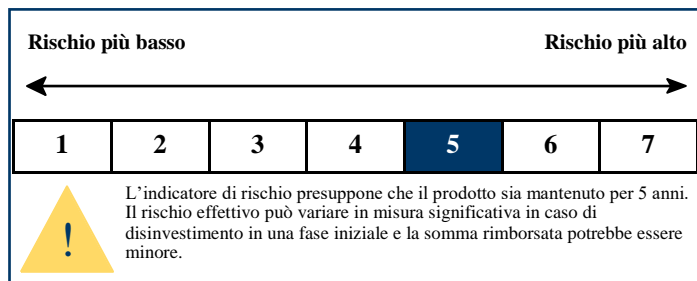 Rischio più basso Rischio più alto
1 2 3 4 5 6 7
L'indicatore di rischio presuppone che il prodotto sia mantenuto per 5 anni.
Il rischio effettivo può variare in misura significativa in caso di
disinvestimento in una fase iniziale e la somma rimborsata potrebbe essere
minore.
!